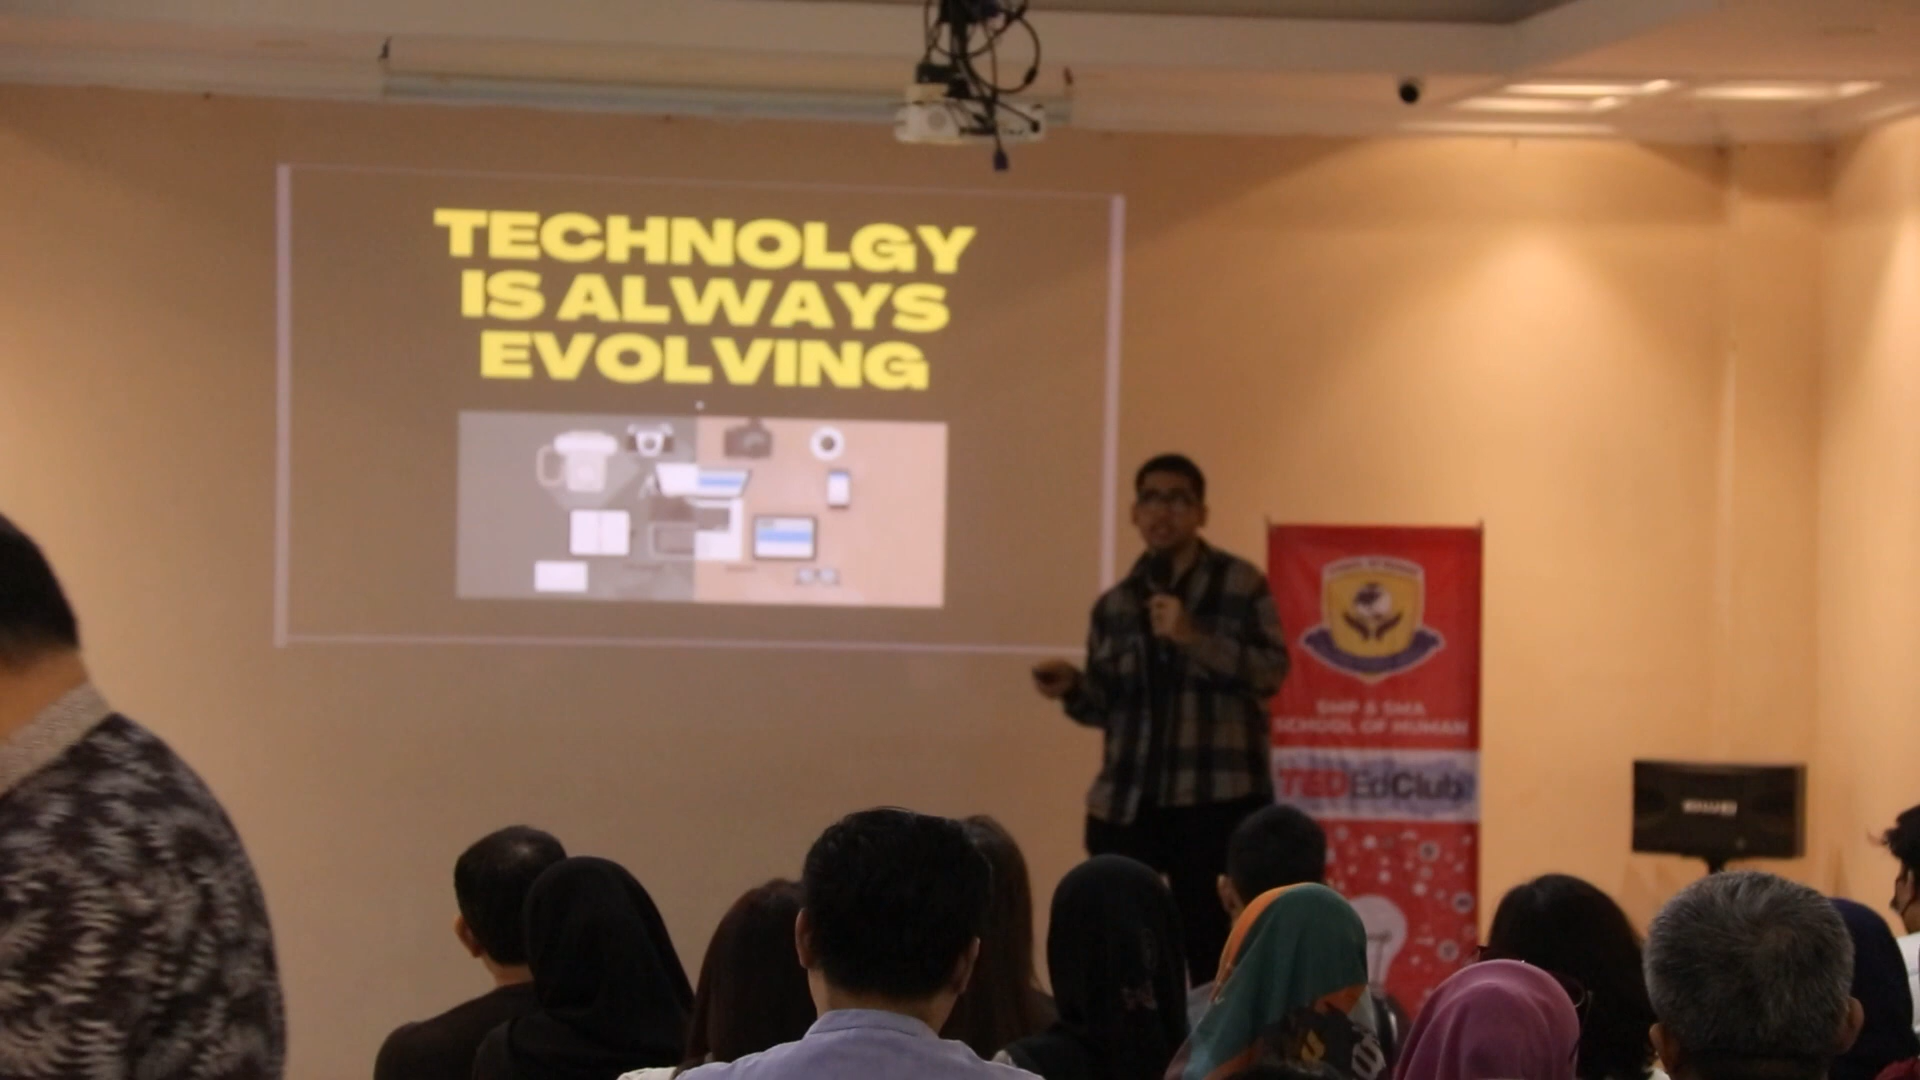 TECHNOLGY
IS ALWAYS
EVOLVING
SMP & SMA
SCHOOL OF HUMAN
TEDEdClub